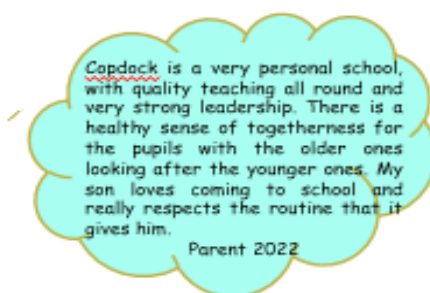 Copdock is a very personal school,
with quality teaching all round and
very strong leadership. There is a
healthy sense of togetherness for
the pupils with the older ones
looking after the younger ones. My
son loves coming to school and
really respects the routine that it
gives him.
Parent 2022